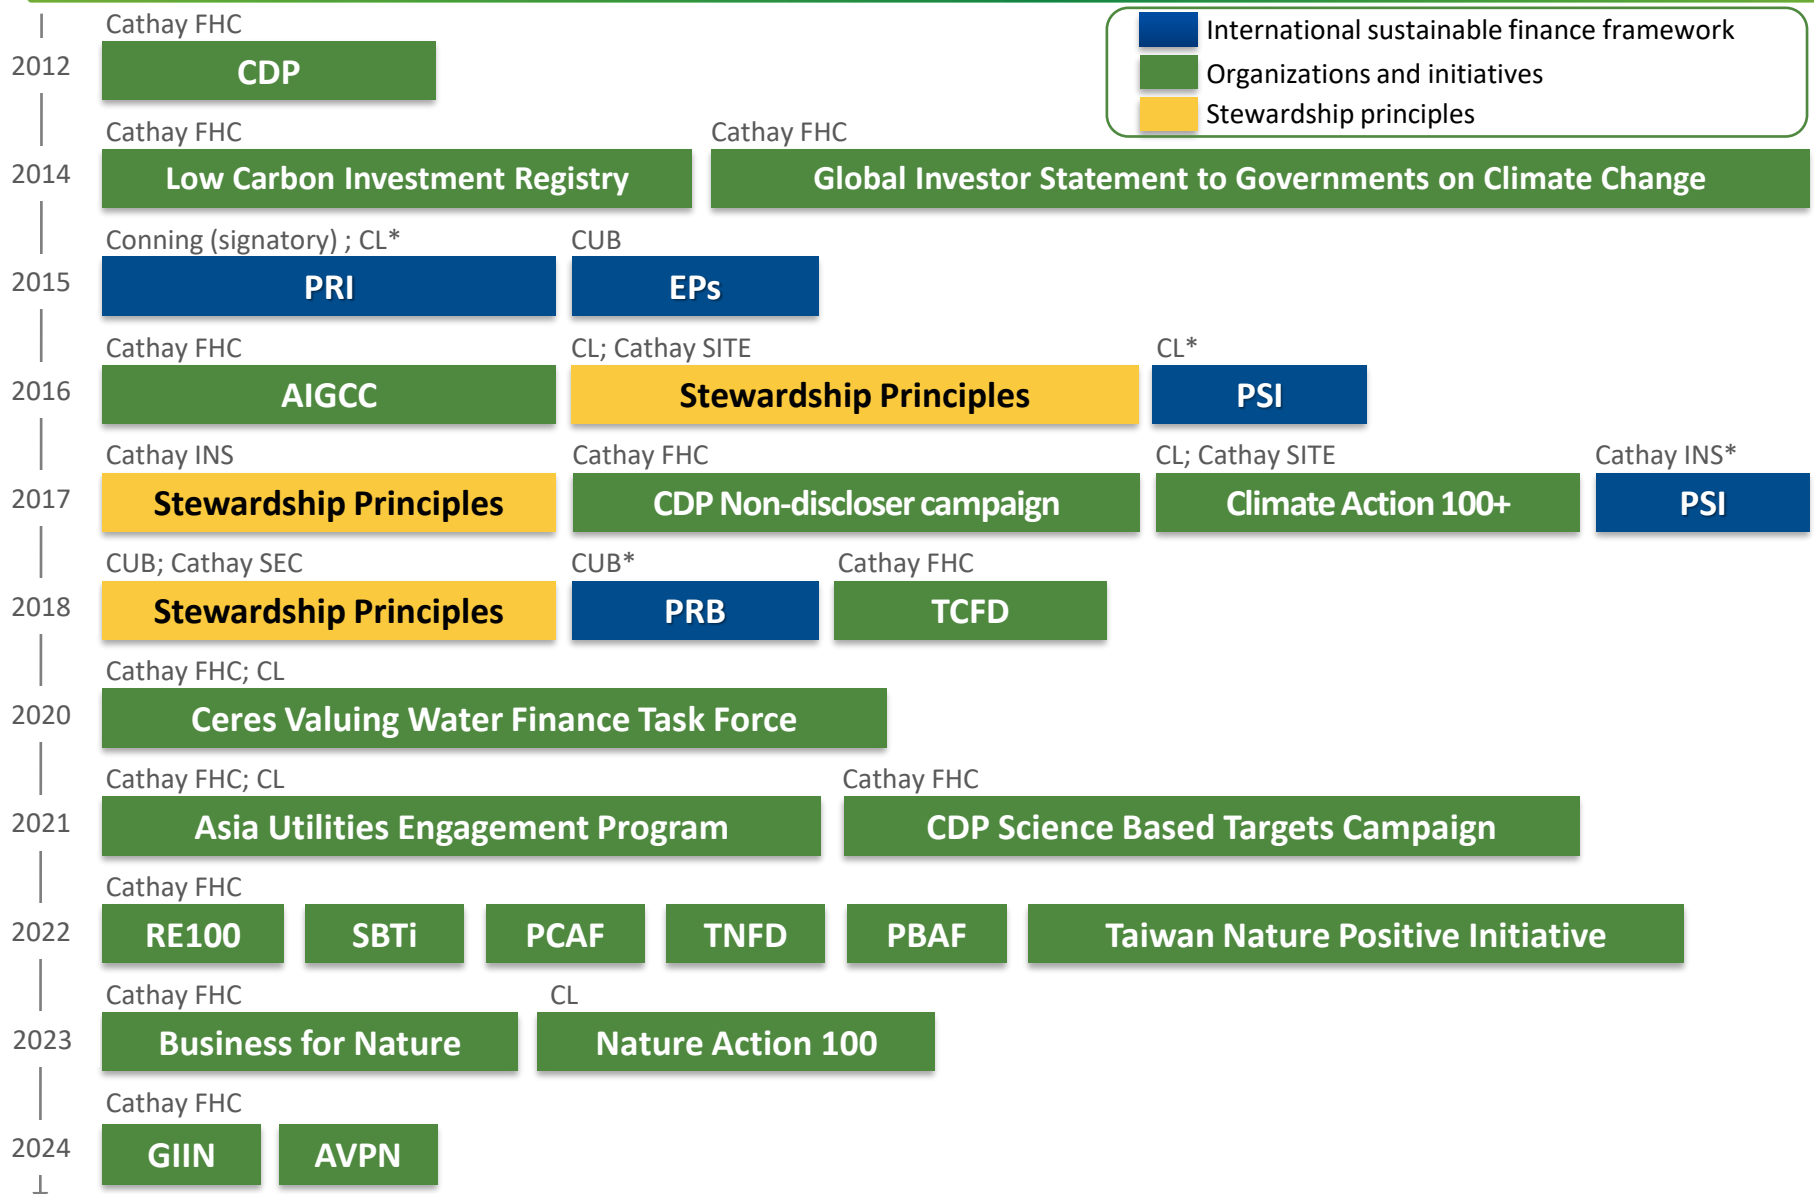 International sustainable finance framework
Organizations and initiatives
Stewardship principles
2012
Cathay FHC
CDP
2014
Cathay FHC
Low Carbon Investment Registry
Cathay FHC
Global Investor Statement to Governments on Climate Change
2015
Conning (signatory) ; CL*
PRI
CUB
EPs
2016
Cathay FHC
AIGCC
CL; Cathay SITE
Stewardship Principles
CL*
PSI
2017
Cathay INS
Stewardship Principles
Cathay FHC
CDP Non-discloser campaign
CL; Cathay SITE
Climate Action 100+
Cathay INS*
PSI
2018
CUB; Cathay SEC
Stewardship Principles
CUB*
PRB
Cathay FHC
TCFD
2020
Cathay FHC; CL
Ceres Valuing Water Finance Task Force
2021
Cathay FHC; CL
Asia Utilities Engagement Program
Cathay FHC
CDP Science Based Targets Campaign
2022
Cathay FHC
RE100
SBTi
PCAF
TNFD
PBAF
Taiwan Nature Positive Initiative
2023
Cathay FHC
Business for Nature
CL
Nature Action 100
2024
Cathay FHC
GIIN
AVPN